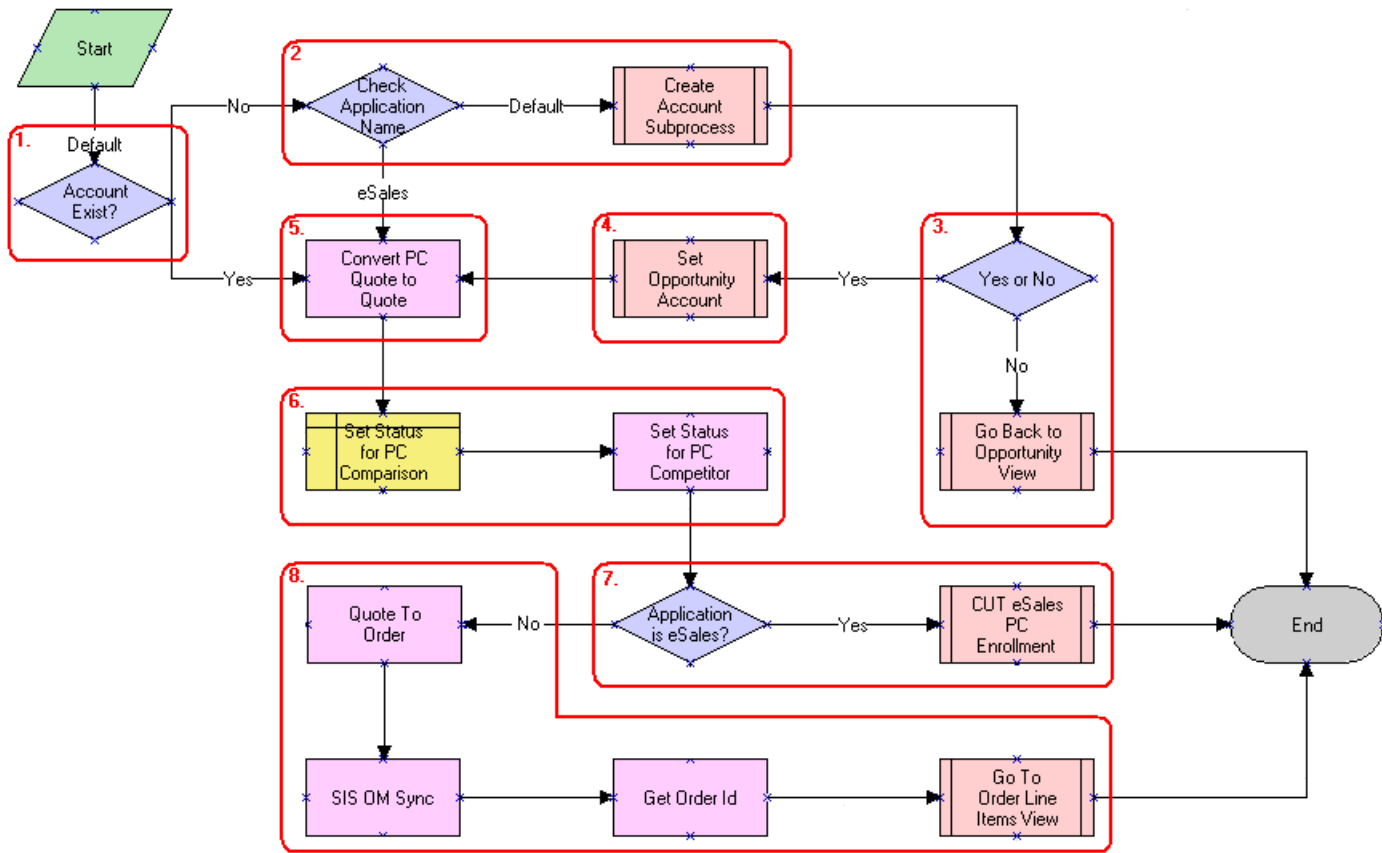 Start
1.
Default
Account
Exist?
No
Yes
2
Check
Application
Name
Default
Create
Account
Subprocess
eSales
3.
Yes or No
Yes
No
Go Back to
Opportunity
View
4.
Set
Opportunity
Account
5.
Convert PC
Quote to
Quote
6.
Set Status
for PC
Comparison
Set Status
for PC
Competitor
7.
Application
is eSales?
Yes
CUT eSales
PC
Enrollment
End
No
8.
Quote To
Order
SIS OM Sync
Get Order Id
Go To
Order Line
Items View